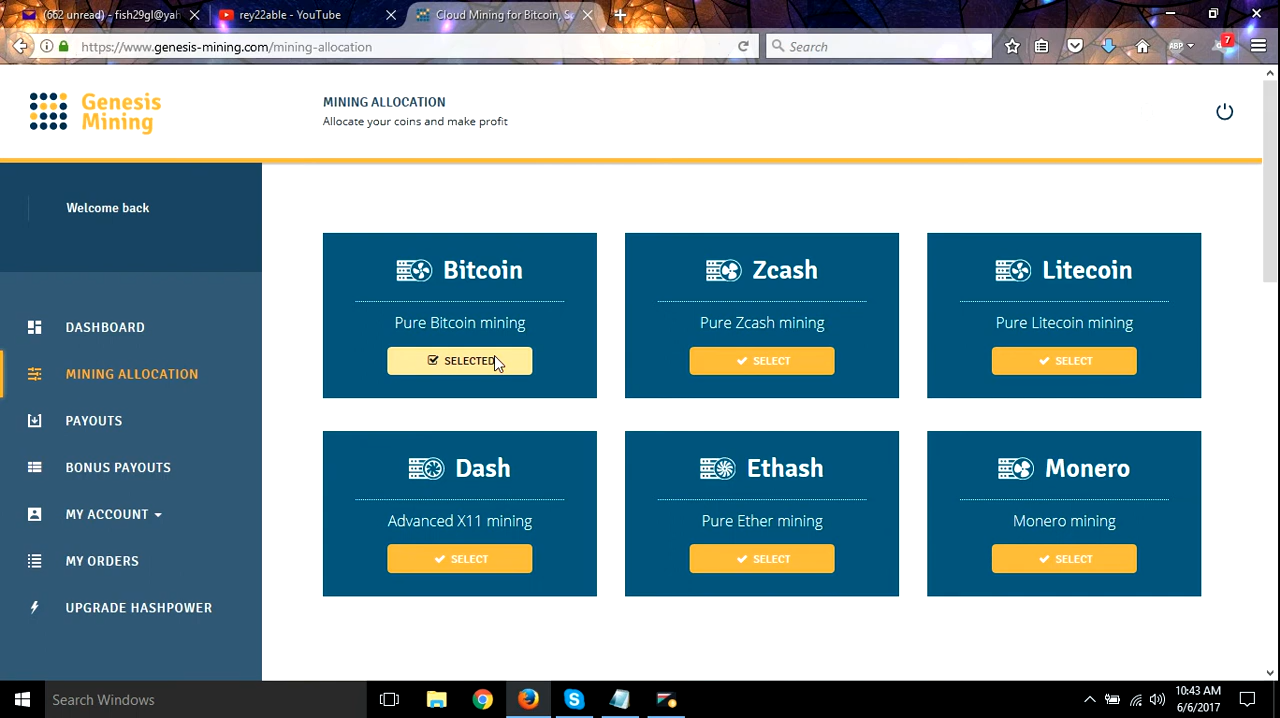 (662 unread) - fish29gl@yah
rey22able - YouTube
Cloud Mining for Bitcoin, Sc
https://www.genesis-mining.com/mining-allocation
Search
ABP
7
Genesis
Mining
MINING ALLOCATION
Allocate your coins and make profit
Welcome back
DASHBOARD
MINING ALLOCATION
PAYOUTS
BONUS PAYOUTS
MY ACCOUNT
MY ORDERS
UPGRADE HASHPOWER
Bitcoin
Pure Bitcoin mining
SELECTED
Zcash
Pure Zcash mining
SELECT
Litecoin
Pure Litecoin mining
SELECT
Dash
Advanced X11 mining
SELECT
Ethash
Pure Ether mining
SELECT
Monero
Monero mining
SELECT
Search Windows
10:43 AM
6/6/2017